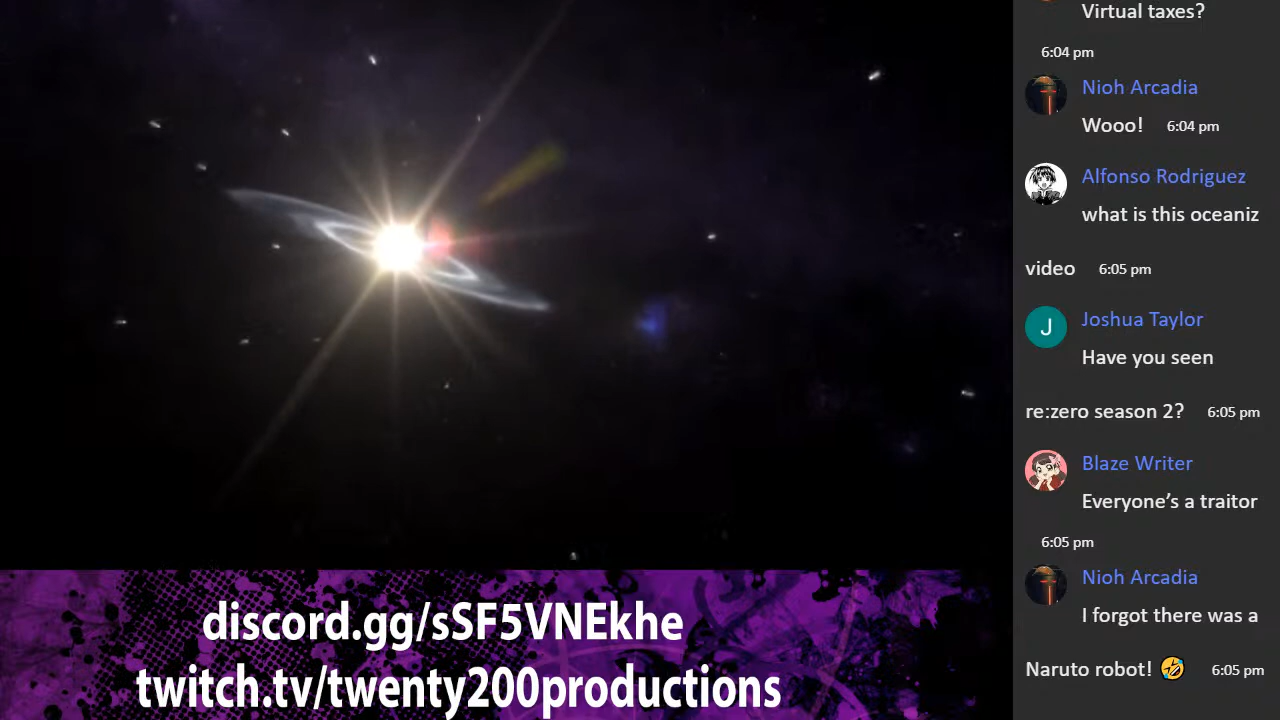 Virtual taxes?
6:04 pm
Nioh Arcadia
Wooo! 6:04 pm
Alfonso Rodriguez
what is this oceaniz
video 6:05 pm
Joshua Taylor
J
Have you seen
re:zero season 2? 6:05 pm
Blaze Writer
Everyone’s a traitor
6:05 pm
Nioh Arcadia
I forgot there was a
Naruto robot! 🤣 6:05 pm
discord.gg/sSF5VNEkhe
twitch.tv/twenty200productions